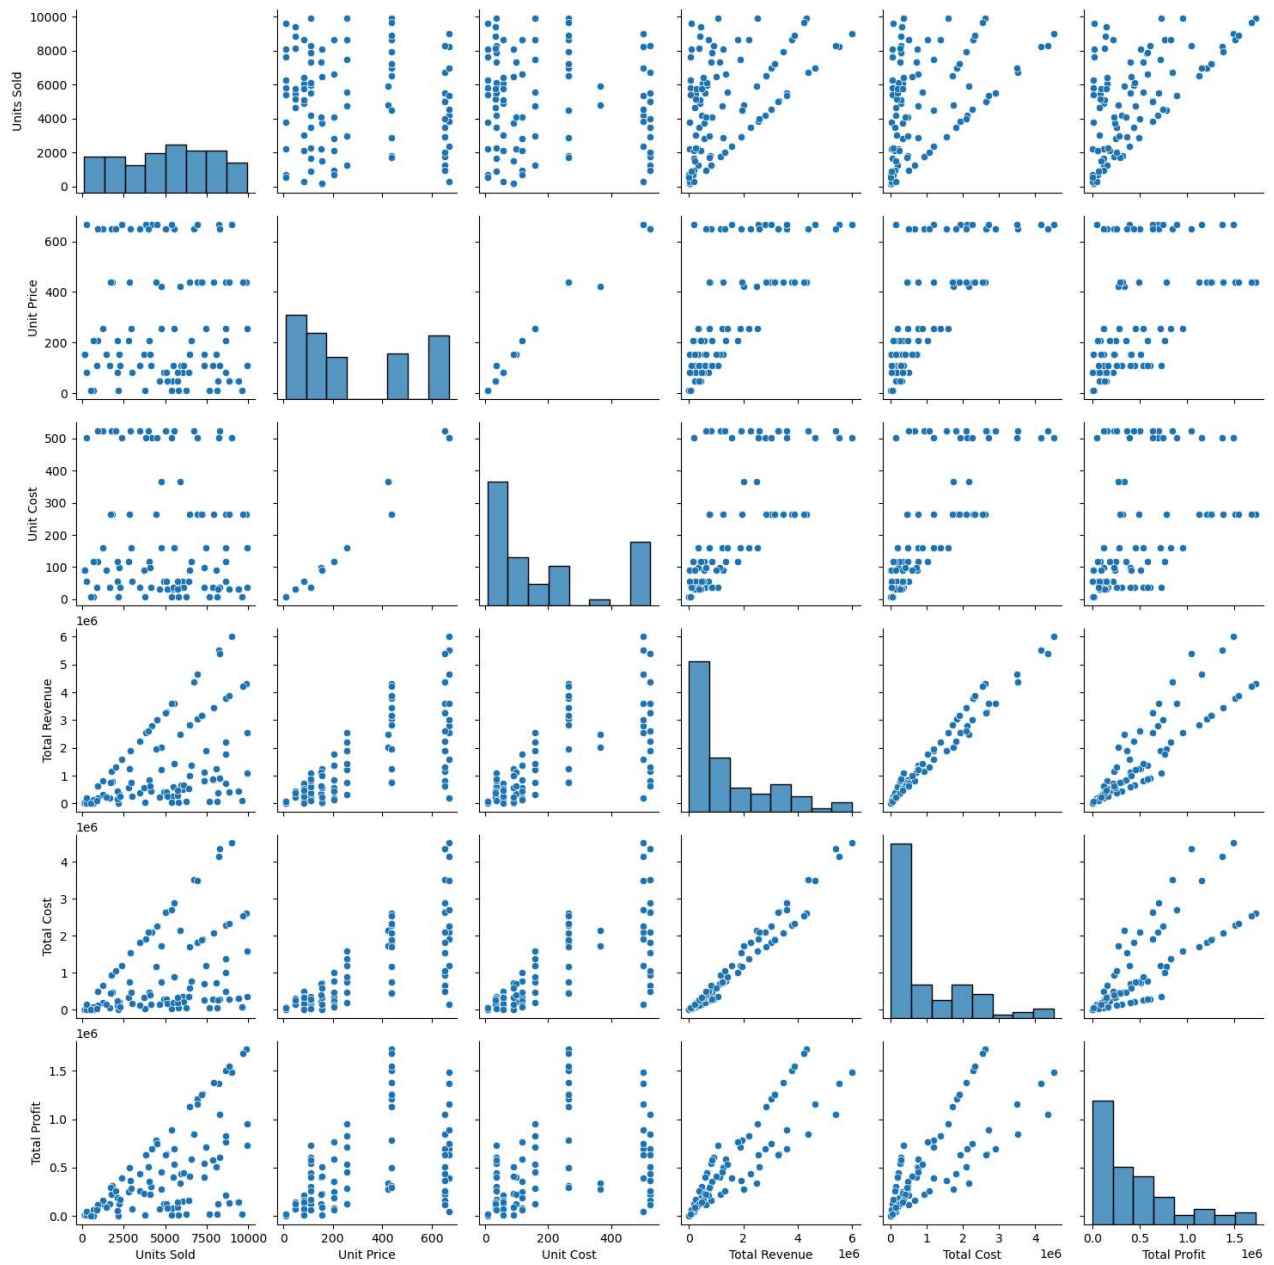 10000
8000
6000
4000
2000
0
Units Sold
600
400
200
0
Unit Price
500
400
300
200
100
0
Unit Cost
1e6
6
5
4
3
2
1
0
Total Revenue
1e6
4
3
2
1
0
Total Cost
1e6
1.5
1.0
0.5
0.0
Total Profit
0 2500 5000 7500 10000
Units Sold
0 200 400 600
Unit Price
0 200 400
Unit Cost
0 2 4 6
1e6
Total Revenue
0 1 2 3 4
1e6
Total Cost
0.0 0.5 1.0 1.5
1e6
Total Profit